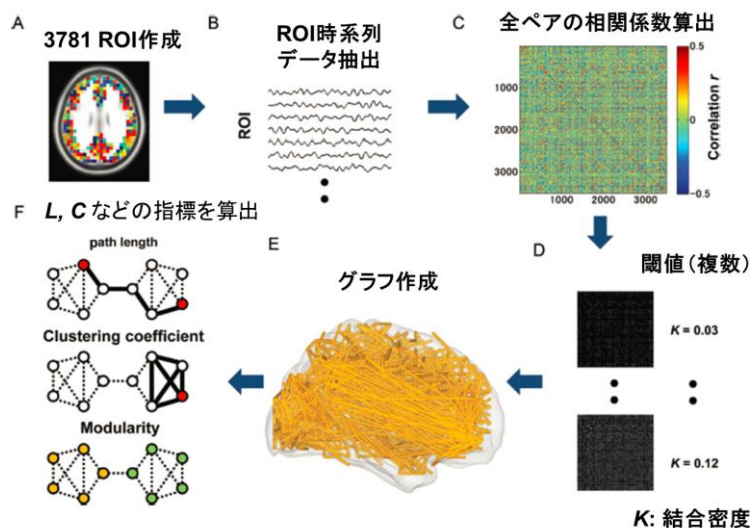 A
3781 ROI作成
B
ROI時系列
データ抽出
ROI
C
全ペアの相関係数算出
1000
2000
3000
1000 2000 3000
0.5
0
−0.5
Correlation r
D
閾値（複数）
K = 0.03
K = 0.12
K: 結合密度
E
グラフ作成
F
L, C などの指標を算出
path length
Clustering coefficient
Modularity